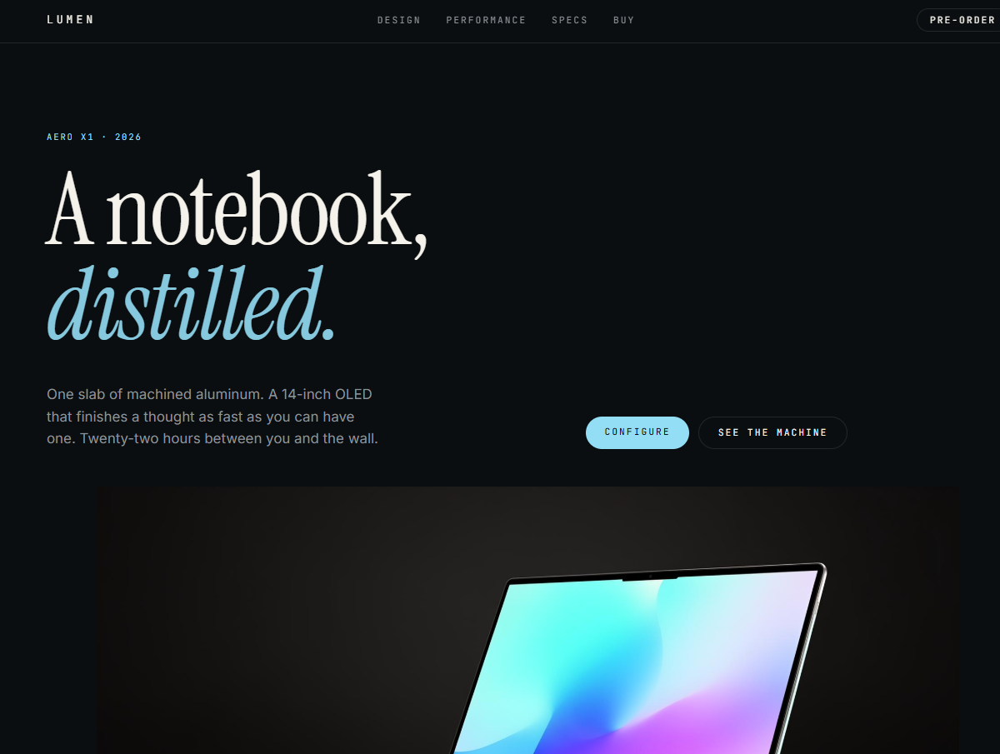 LUMEN
DESIGN PERFORMANCE SPECS BUY
PRE-ORDER
AERO X1 · 2026
A notebook,
distilled.
One slab of machined aluminum. A 14-inch OLED
that finishes a thought as fast as you can have
one. Twenty-two hours between you and the wall.
CONFIGURE
SEE THE MACHINE